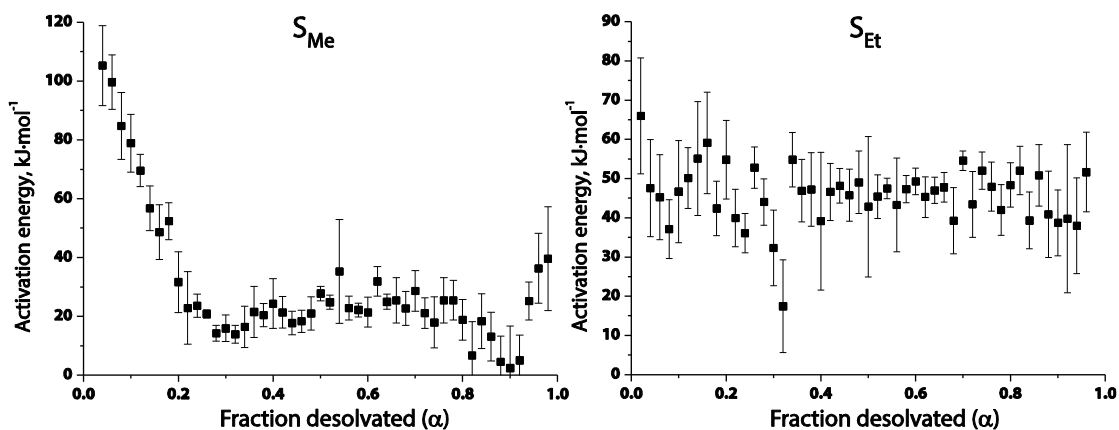 S_Me
Activation energy, kJ·mol⁻¹
120
100
80
60
40
20
0
0.0 0.2 0.4 0.6 0.8 1.0
Fraction desolvated (α)
S_Et
Activation energy, kJ·mol⁻¹
90
80
70
60
50
40
30
20
10
0
0.0 0.2 0.4 0.6 0.8 1.0
Fraction desolvated (α)